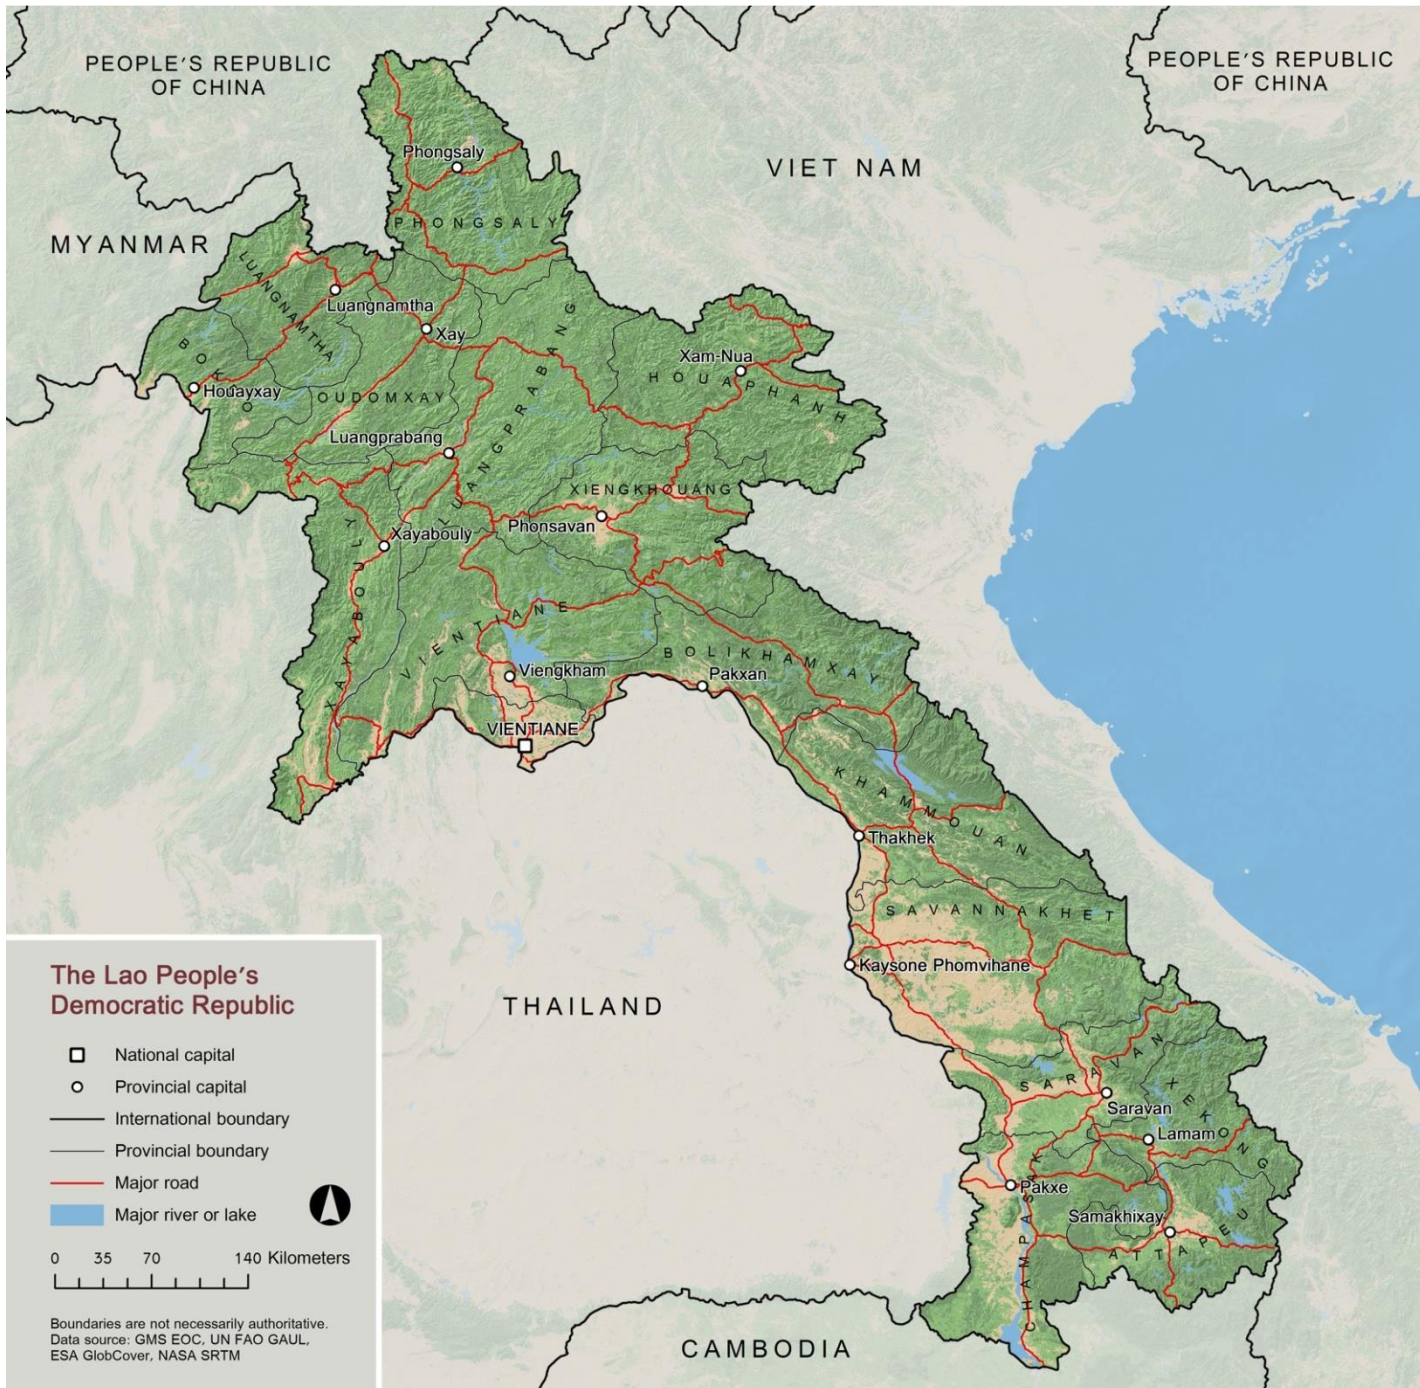 PEOPLE'S REPUBLIC
OF CHINA
PEOPLE'S REPUBLIC
OF CHINA
VIET NAM
MYANMAR
Phongsaly
PHONGSALY
LUANGNAMTHA
Luangnamtha
Xay
BOKEO
Houayxay
OUDOMXAY
LUANGPRABANG
Luangprabang
Xam-Nua
HOUAPHANH
XIENGKHOUANG
Phonsavan
Xayabouly
XAYABOULY
VIENTIANE
Viengkham
VIENTIANE
BOLIKHAMXAY
Pakxan
KHAMMOUAN
Thakhek
SAVANNAKHET
Kaysone Phomvihane
THAILAND
SARAVAN
Saravan
XEKONG
Lamam
Pakxe
CHAMPASAK
Samakhixay
ATTAPEU
CAMBODIA
The Lao People's
Democratic Republic
National capital
Provincial capital
International boundary
Provincial boundary
Major road
Major river or lake
0 35 70 140 Kilometers
Boundaries are not necessarily authoritative.
Data source: GMS EOC, UN FAO GAUL,
ESA GlobCover, NASA SRTM